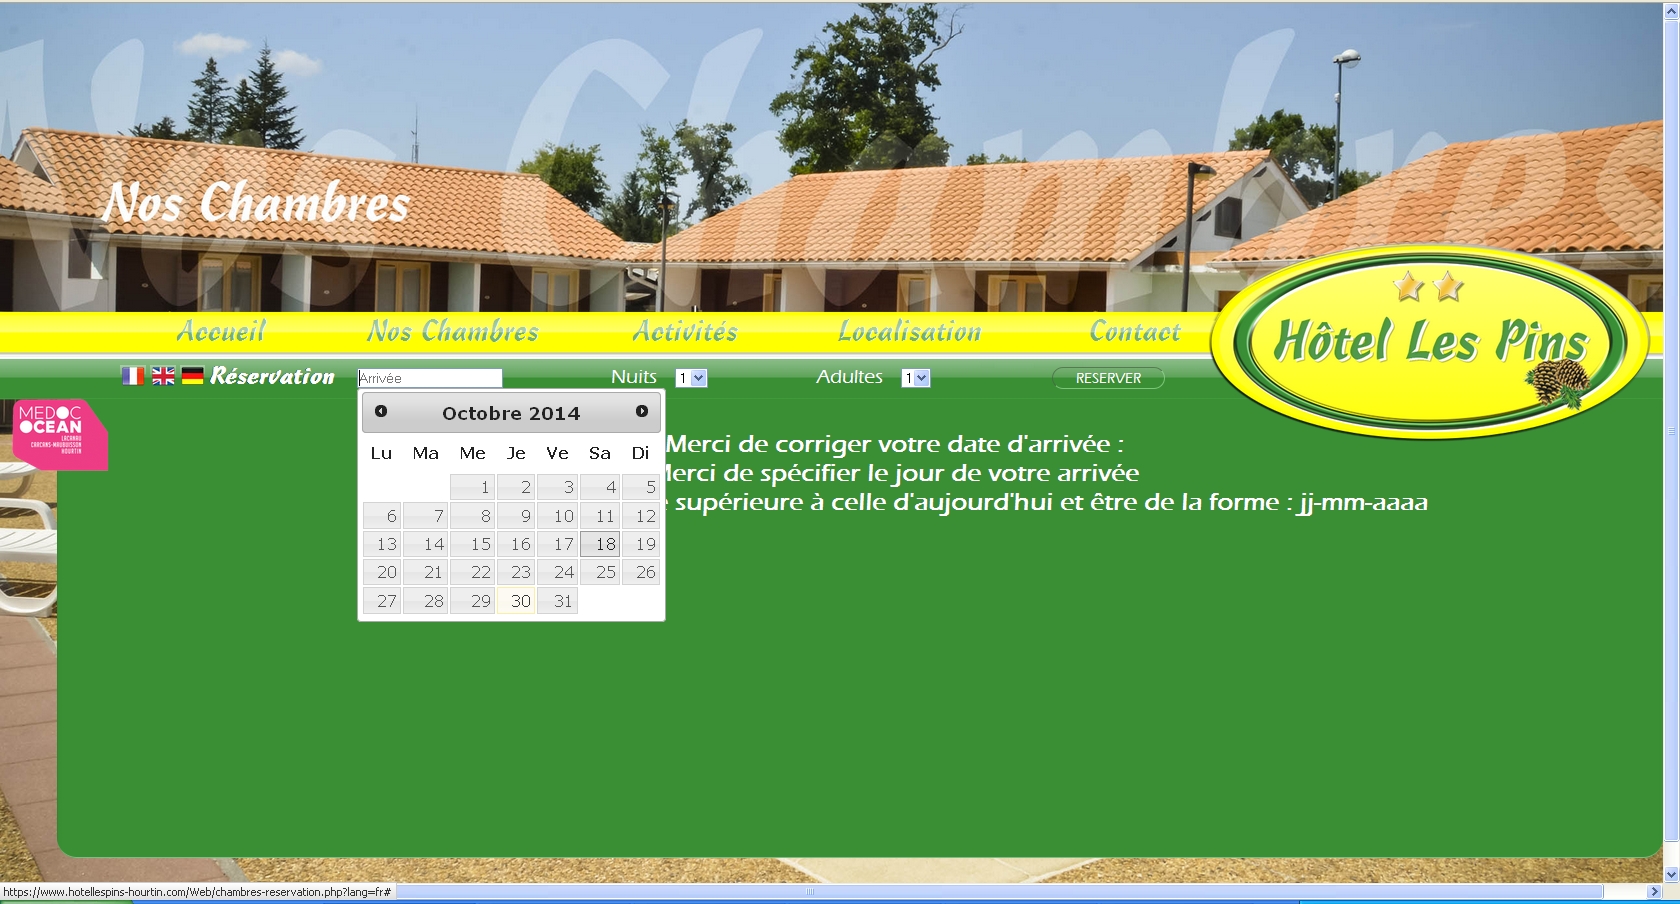 Nos Chambres
Nos Chambres
Hôtel Les Pins
Accueil Nos Chambres Activités Localisation Contact
Réservation Arrivée Nuits 1 Adultes 1 RESERVER
MEDOC
OCEAN
LACANAU
CARCANS-MAUBUISSON
HOURTIN
Octobre 2014
Lu Ma Me Je Ve Sa Di
1 2 3 4 5
6 7 8 9 10 11 12
13 14 15 16 17 18 19
20 21 22 23 24 25 26
27 28 29 30 31
Merci de corriger votre date d'arrivée :
Merci de spécifier le jour de votre arrivée
supérieure à celle d'aujourd'hui et être de la forme : jj-mm-aaaa
https://www.hotellespins-hourtin.com/Web/chambres-reservation.php?lang=fr#